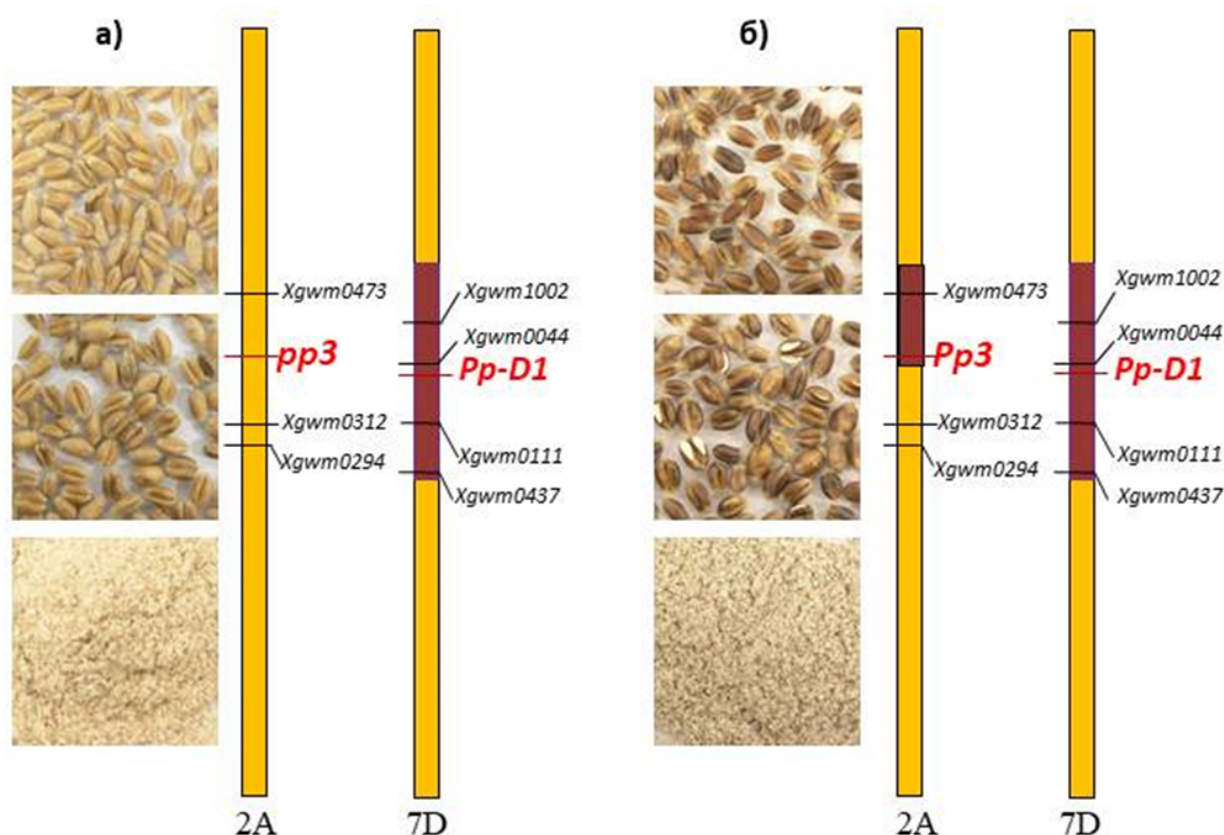 а)
Xgwm0473
pp3
Xgwm0312
Xgwm0294
2A
Xgwm1002
Xgwm0044
Pp-D1
Xgwm0111
Xgwm0437
7D
б)
Xgwm0473
Pp3
Xgwm0312
Xgwm0294
2A
Xgwm1002
Xgwm0044
Pp-D1
Xgwm0111
Xgwm0437
7D